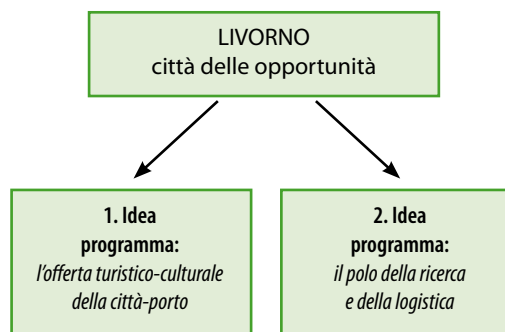 LIVORNO
città delle opportunità
1. Idea
programma:
l'offerta turistico-culturale
della città-porto
2. Idea
programma:
il polo della ricerca
e della logistica